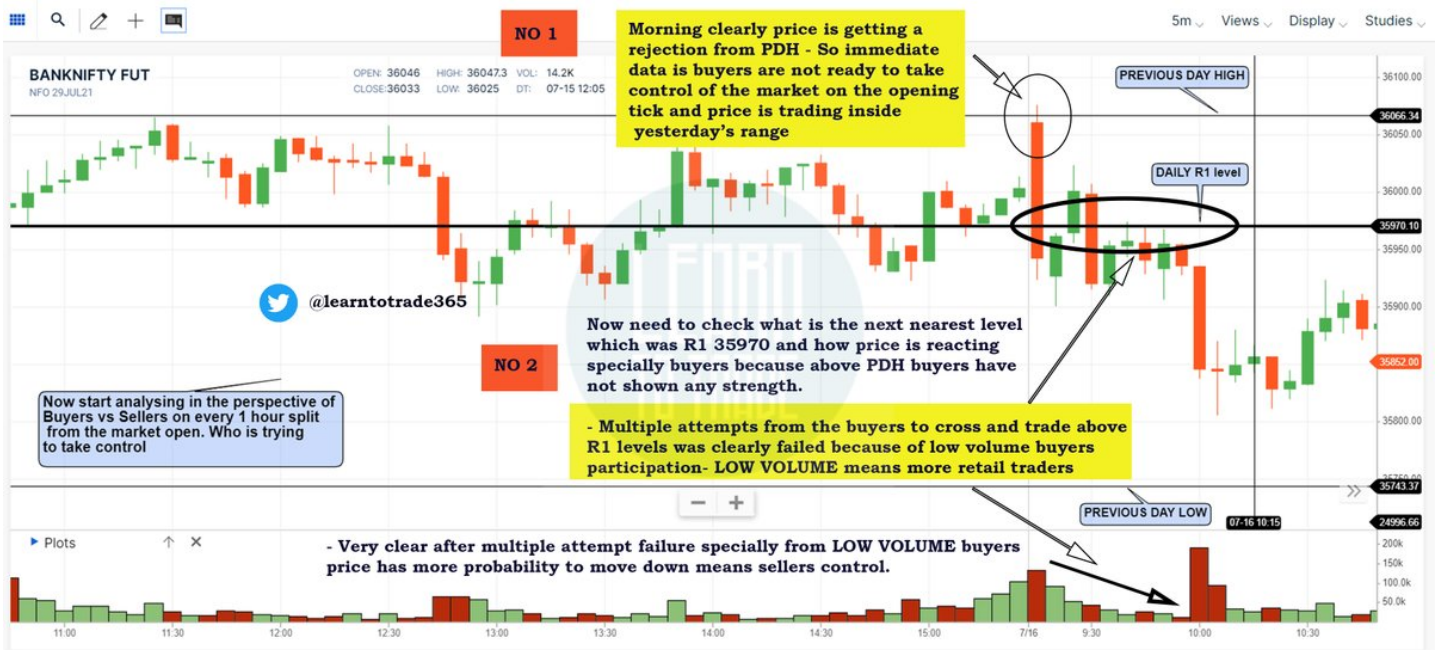 5m Views Display Studies
NO 1
Morning clearly price is getting a
rejection from PDH - So immediate
data is buyers are not ready to take
control of the market on the opening
tick and price is trading inside
yesterday's range
BANKNIFTY FUT
NFO 29JUL21
OPEN: 36046 HIGH: 36047.3 VOL: 14.2K
CLOSE:36033 LOW: 36025 DT: 07-15 12:05
PREVIOUS DAY HIGH
36100.00
36066.34
36050.00
DAILY R1 level
36000.00
35970.10
35950.00
LEARN
TO TRADE
@learntotrade365
35900.00
Now need to check what is the next nearest level
which was R1 35970 and how price is reacting
specially buyers because above PDH buyers have
not shown any strength.
NO 2
35852.00
Now start analysing in the perspective of
Buyers vs Sellers on every 1 hour split
from the market open. Who is trying
to take control
35800.00
- Multiple attempts from the buyers to cross and trade above
R1 levels was clearly failed because of low volume buyers
participation- LOW VOLUME means more retail traders
35743.37
PREVIOUS DAY LOW
07-16 10:15
24996.66
Plots
- Very clear after multiple attempt failure specially from LOW VOLUME buyers
price has more probability to move down means sellers control.
200k
150k
100.0k
50.0k
11:00 11:30 12:00 12:30 13:00 13:30 14:00 14:30 15:00 7/16 9:30 10:00 10:30